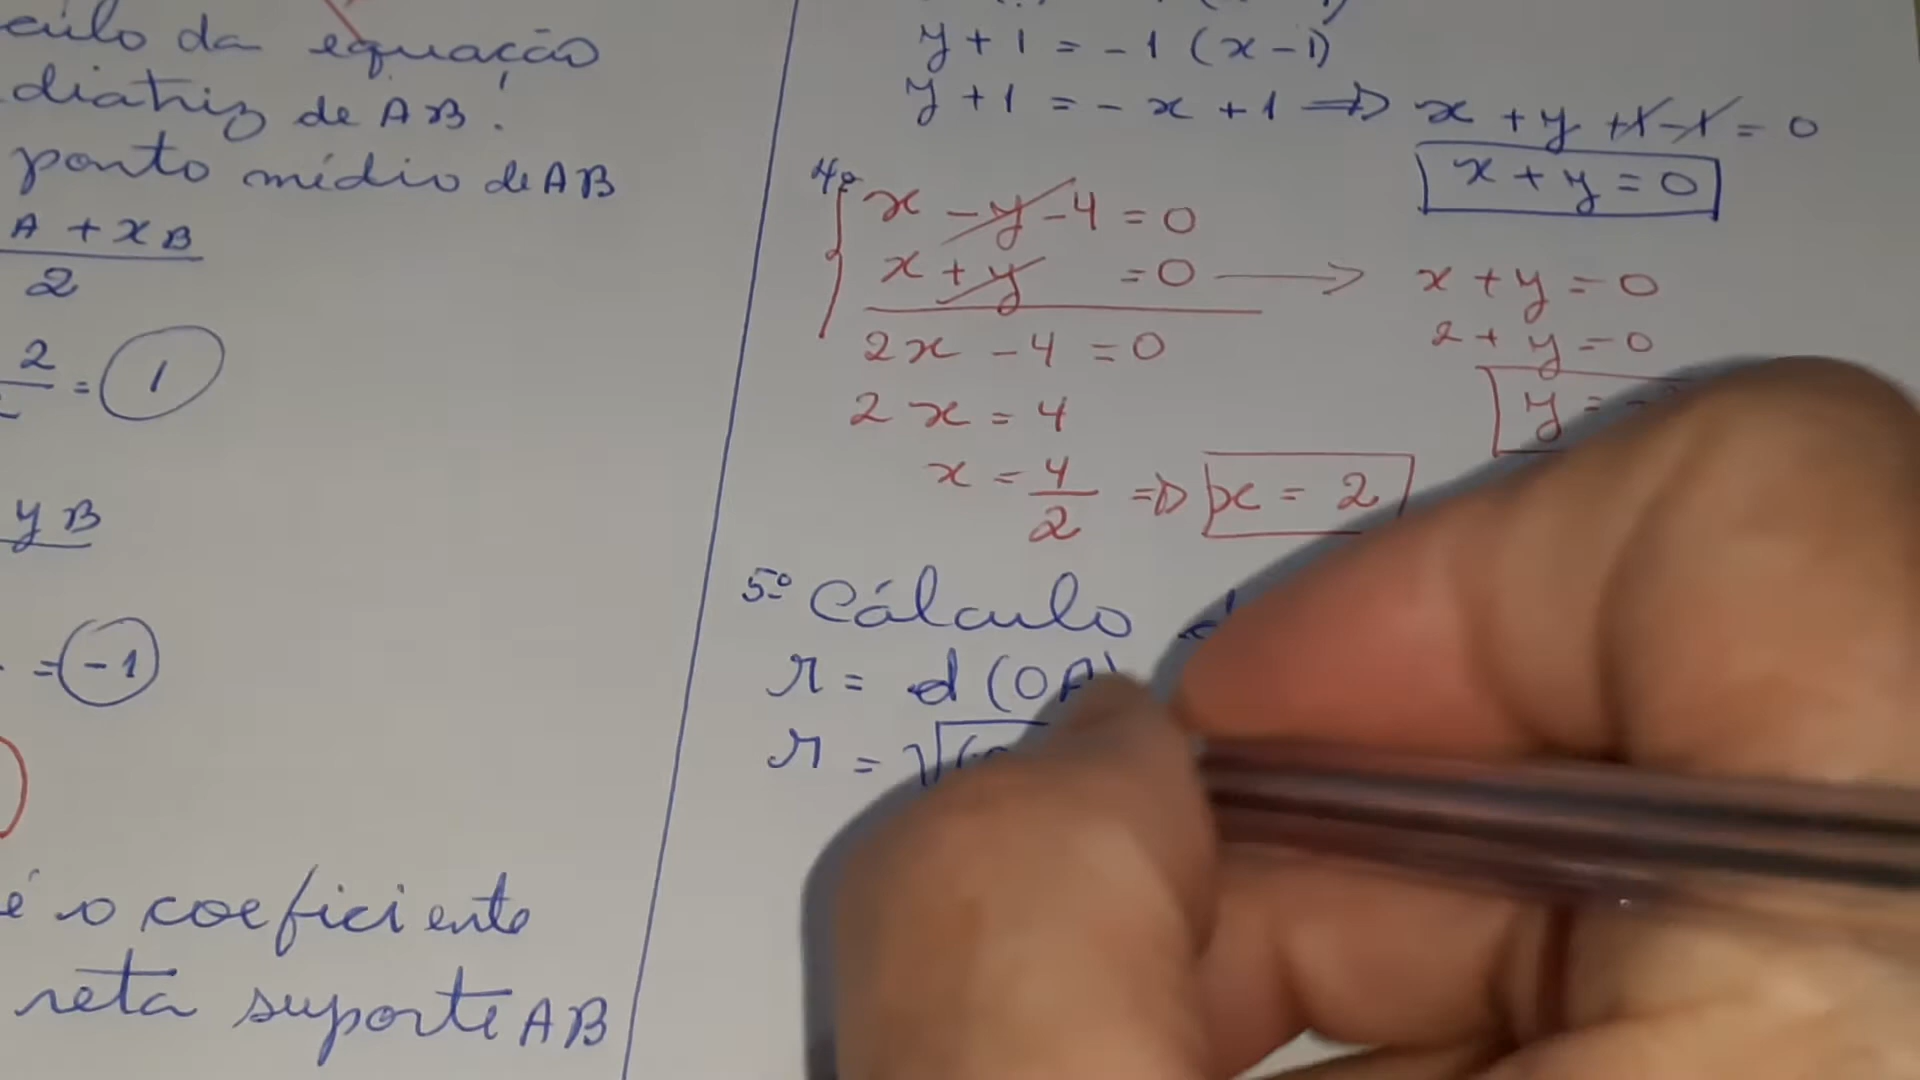 da equação
de AB!
ponto médio de AB
A + xB
2
2
= 1
yB
= -1
é o coeficiente
reta suporte AB
y + 1 = -1 (x - 1)
y + 1 = - x + 1 ⇒ x + y + 1 - 1 = 0
x + y = 0
4º
x - y - 4 = 0
x + y = 0 → x + y = 0
2x - 4 = 0
2 + y = 0
2x = 4
y =
x = 4/2 ⇒ x = 2
5º Cálculo
r = d (OA)
r = √(